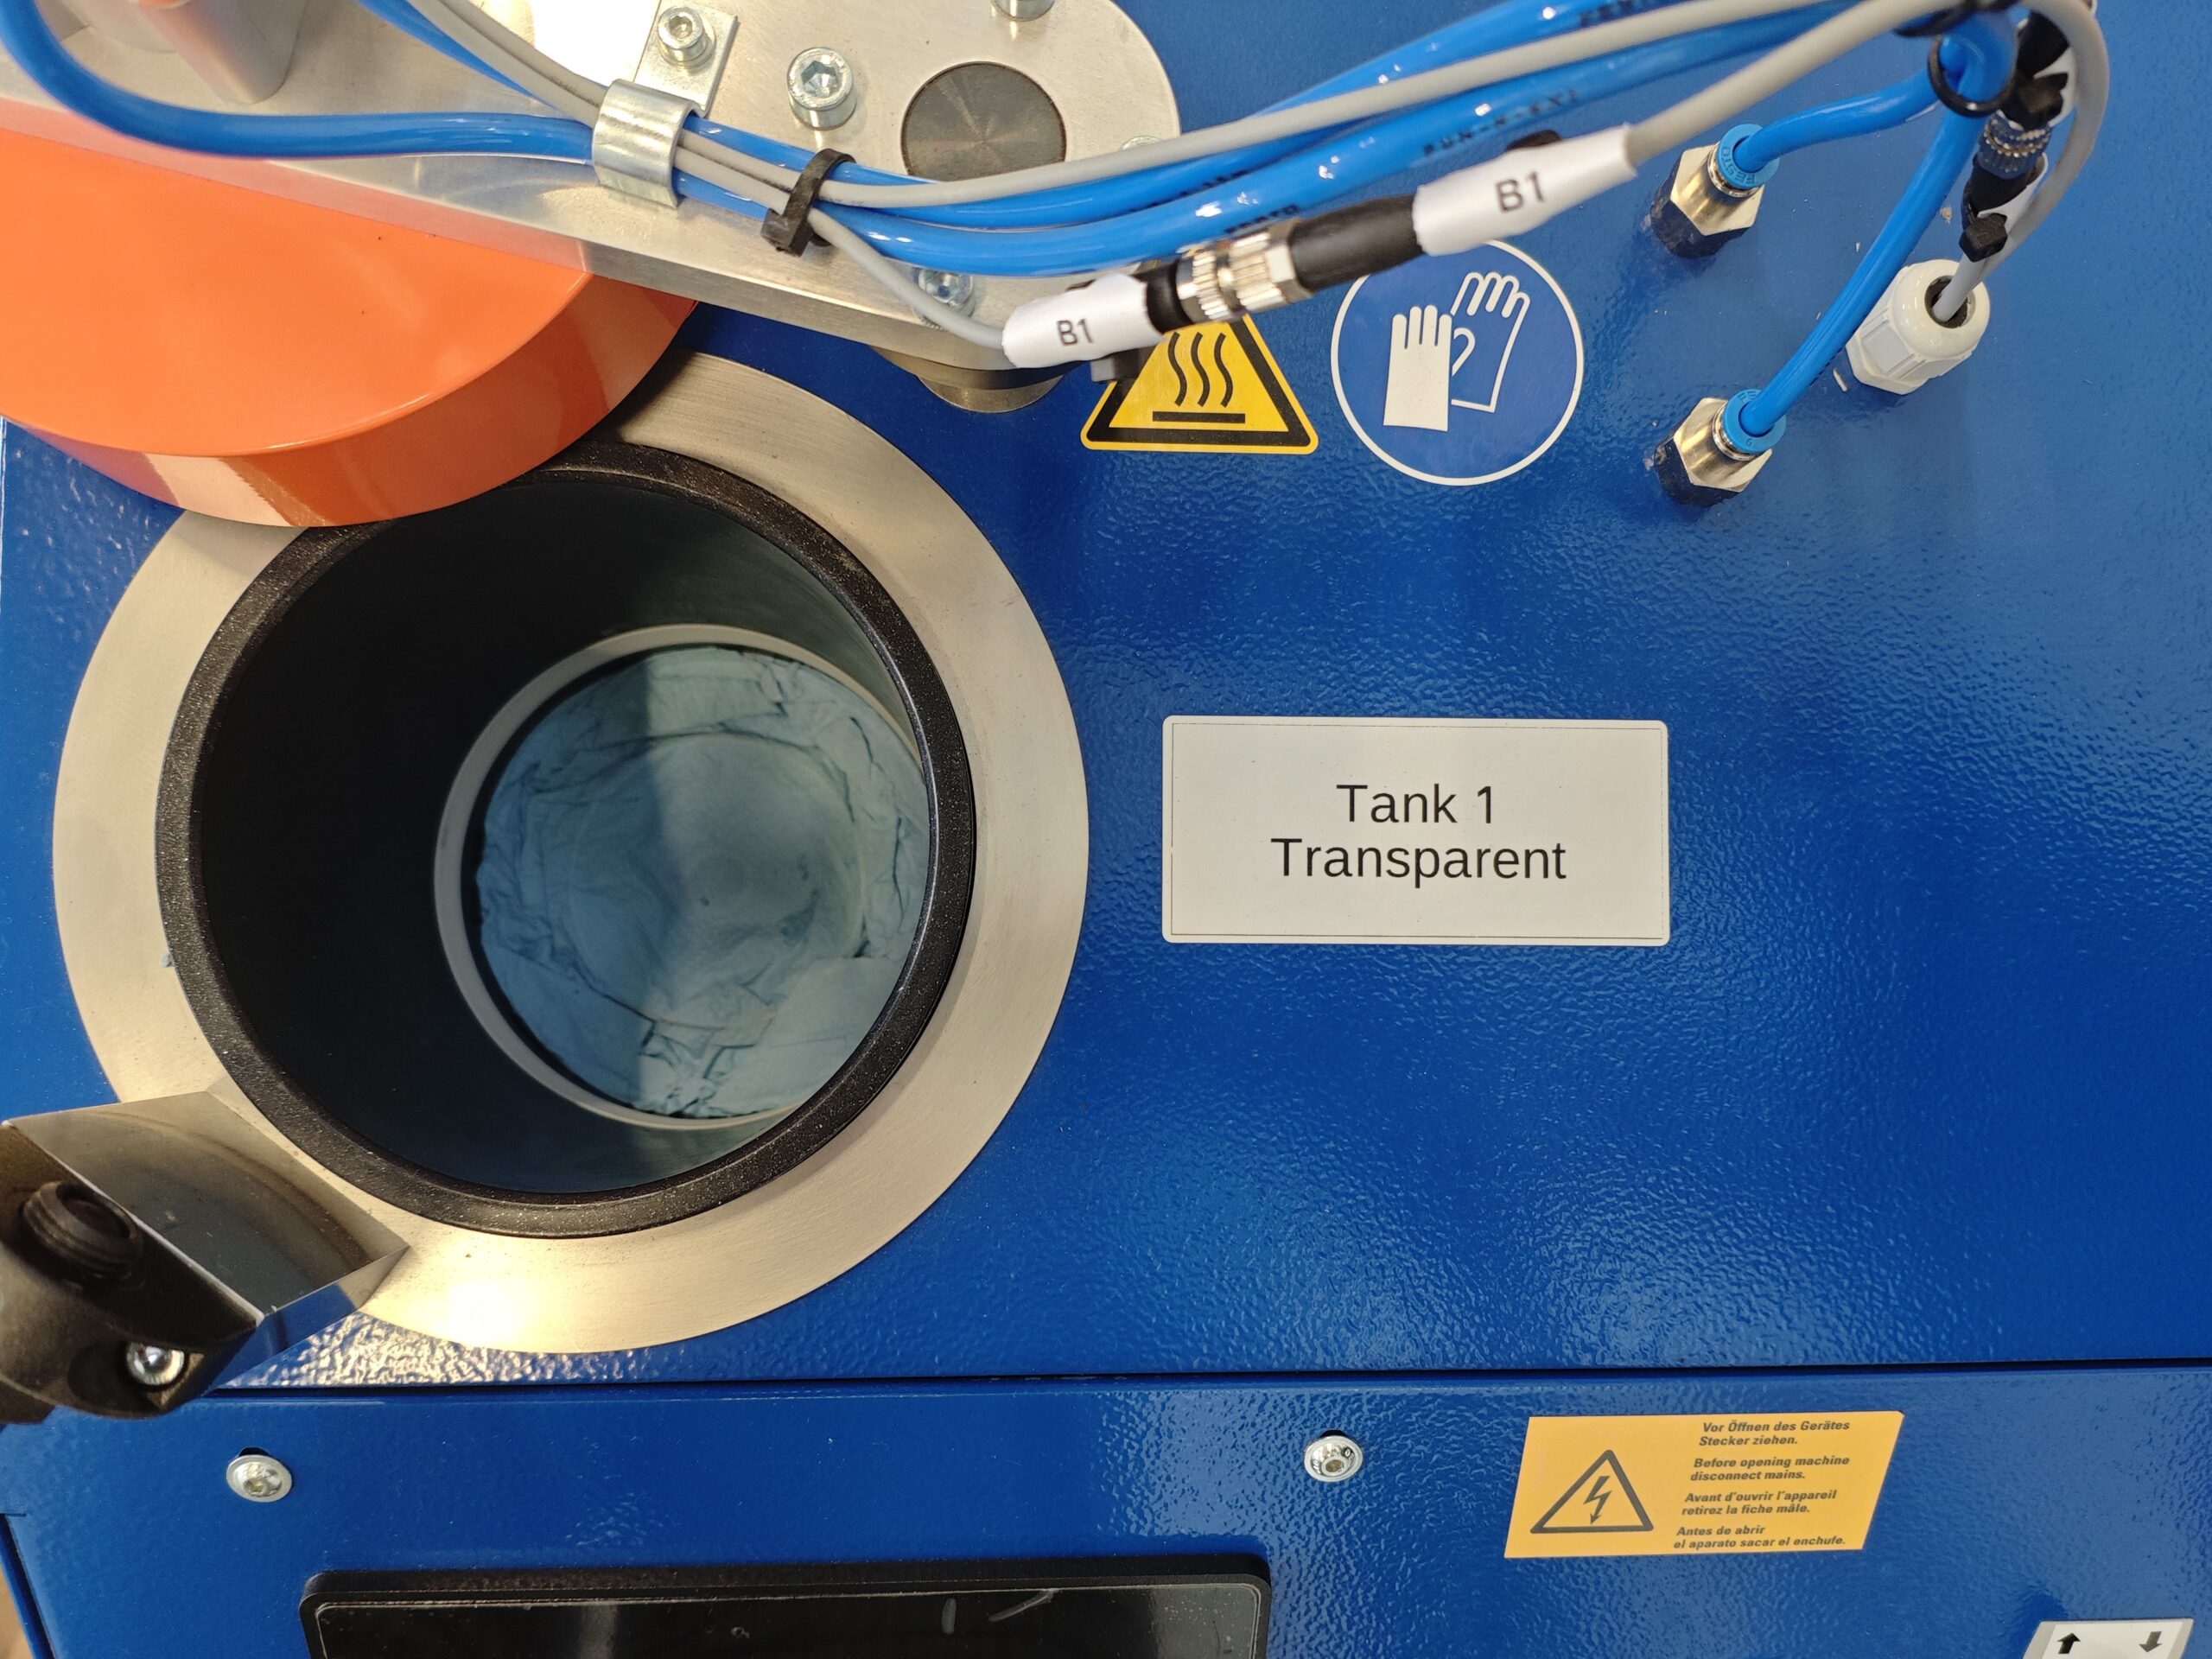 B1
B1
Tank 1
Transparent
Vor Öffnen des Gerätes
Stecker ziehen.
Before opening machine
disconnect mains.
Avant d'ouvrir l'appareil
retirez la fiche mâle.
Antes de abrir
el aparato sacar el enchufe.